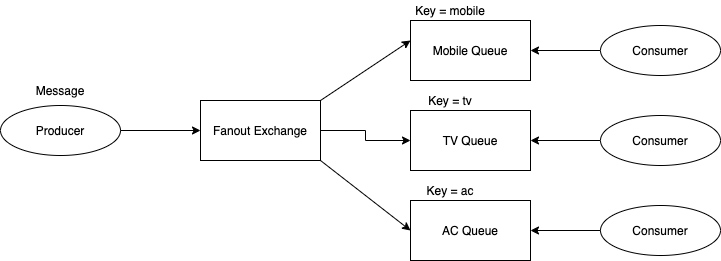 Key = mobile
Mobile Queue
Consumer
Message
Producer
Fanout Exchange
Key = tv
TV Queue
Consumer
Key = ac
AC Queue
Consumer